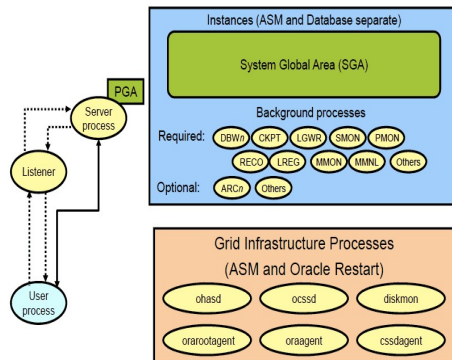 Instances (ASM and Database separate)
System Global Area (SGA)
PGA
Server
process
Background processes
Required:
DBWn
CKPT
LGWR
SMON
PMON
RECO
LREG
MMON
MMNL
Others
Optional:
ARCn
Others
Listener
User
process
Grid Infrastructure Processes
(ASM and Oracle Restart)
ohasd
ocssd
diskmon
orarootagent
oraagent
cssdagent